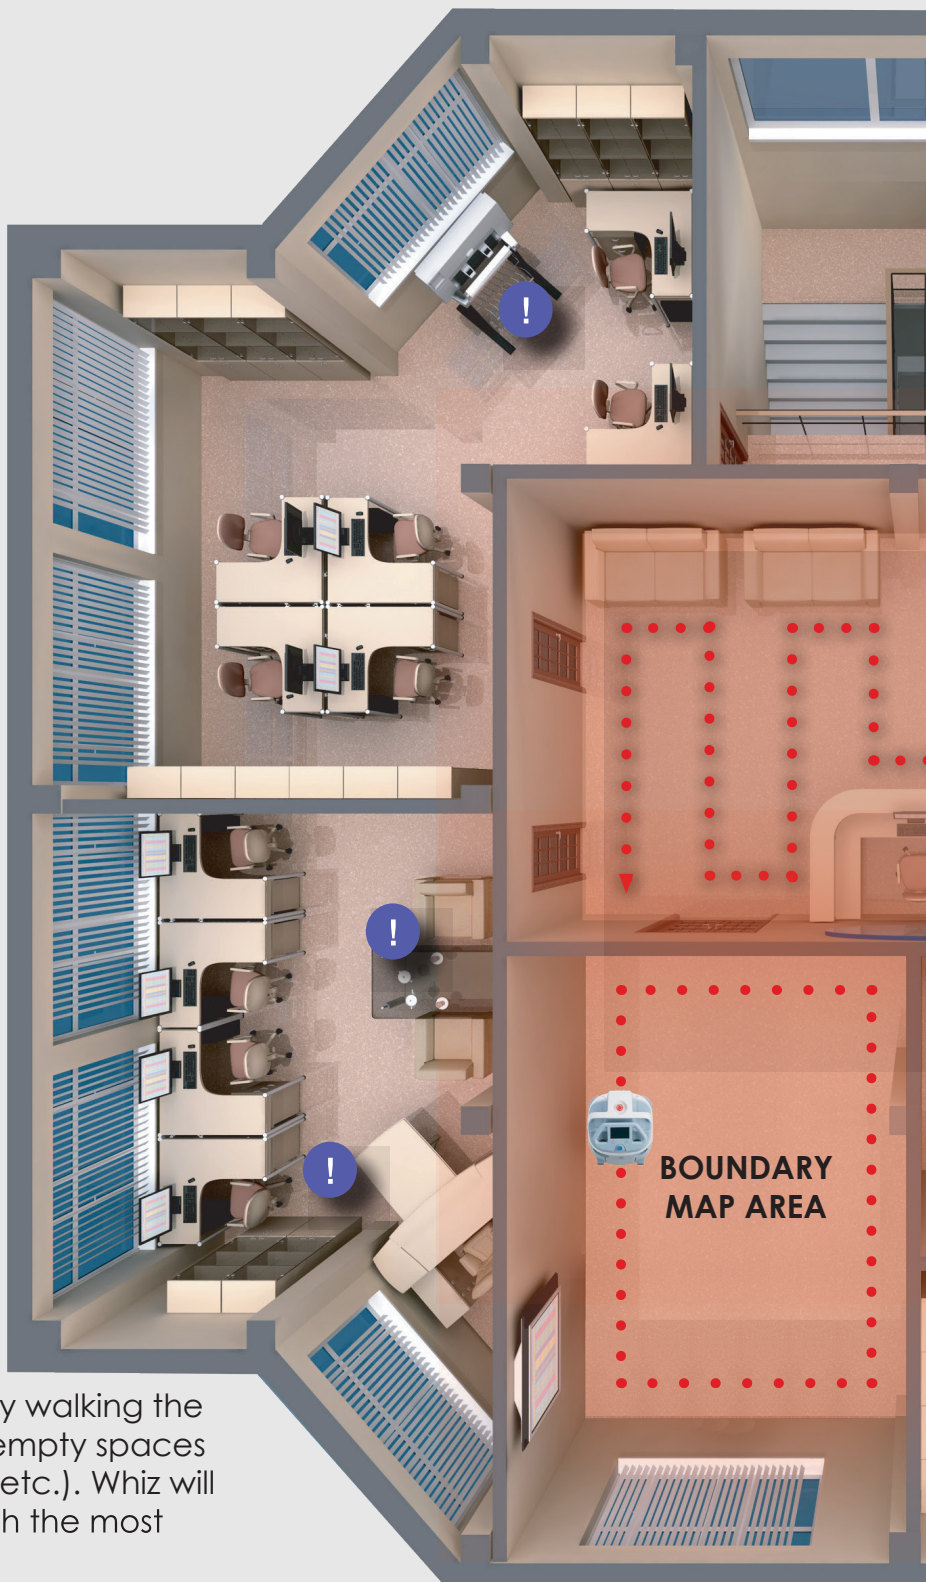 !
!
!
BOUNDARY
MAP AREA
y walking the
empty spaces
etc.). Whiz will
h the most